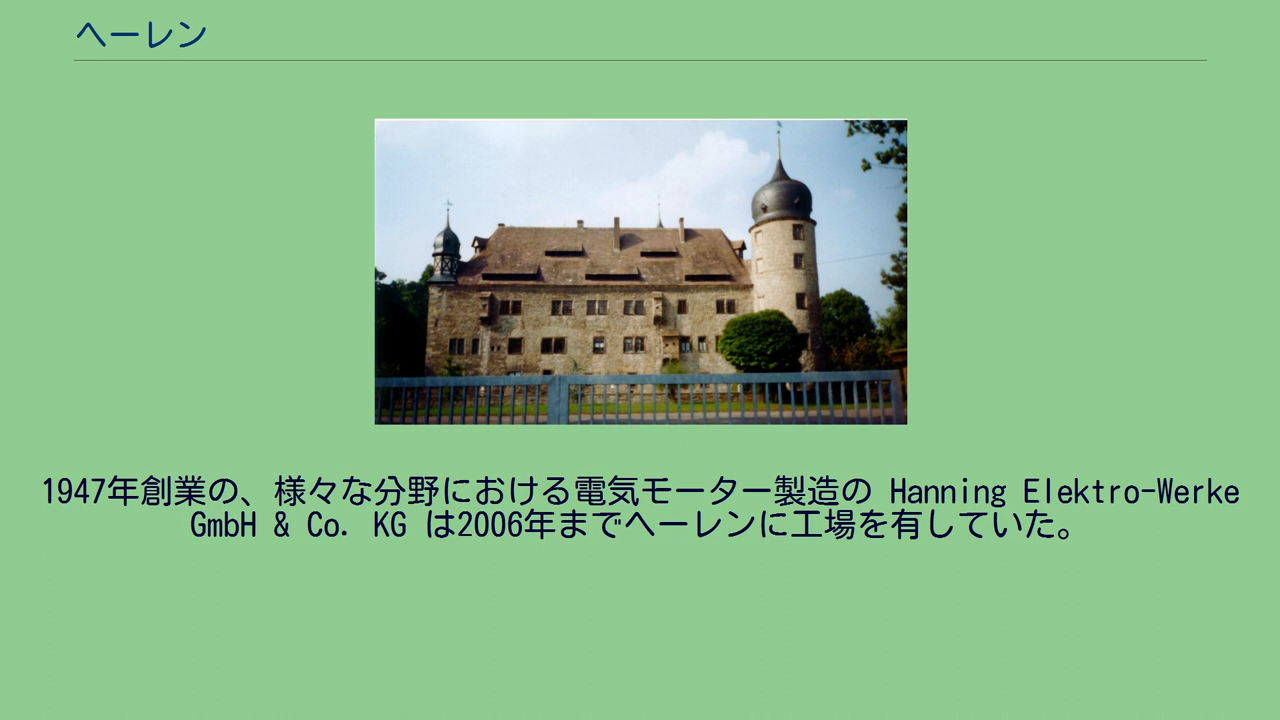 ヘーレン
1947年創業の、様々な分野における電気モーター製造の Hanning Elektro-Werke
GmbH & Co. KG は2006年までヘーレンに工場を有していた。